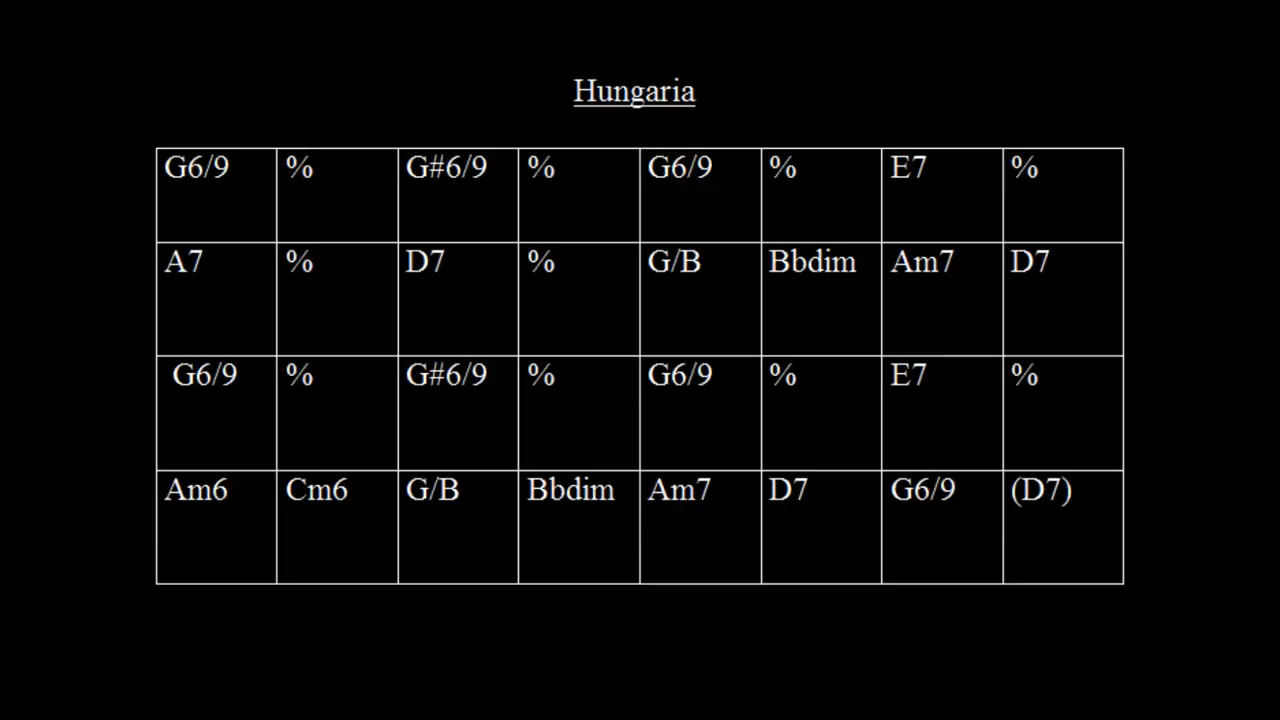 Hungaria
G6/9 % G#6/9 % G6/9 % E7 %
A7 % D7 % G/B Bbdim Am7 D7
G6/9 % G#6/9 % G6/9 % E7 %
Am6 Cm6 G/B Bbdim Am7 D7 G6/9 (D7)